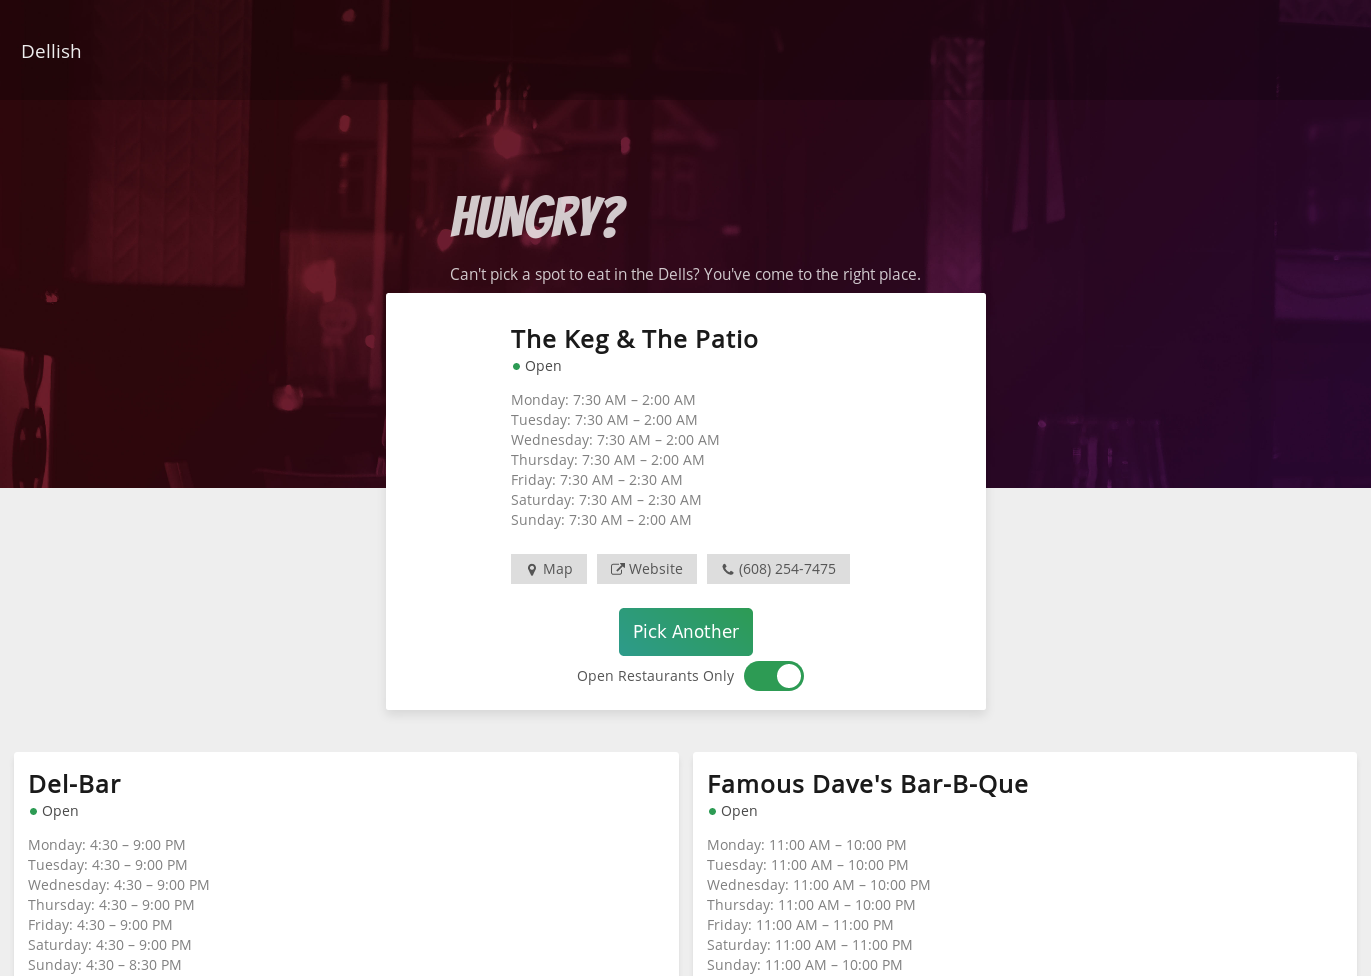 Dellish
HUNGRY?
Can't pick a spot to eat in the Dells? You've come to the right place.
The Keg & The Patio
Open
Monday: 7:30 AM – 2:00 AM
Tuesday: 7:30 AM – 2:00 AM
Wednesday: 7:30 AM – 2:00 AM
Thursday: 7:30 AM – 2:00 AM
Friday: 7:30 AM – 2:30 AM
Saturday: 7:30 AM – 2:30 AM
Sunday: 7:30 AM – 2:00 AM
Map Website (608) 254-7475
Pick Another
Open Restaurants Only
Del-Bar
Open
Monday: 4:30 – 9:00 PM
Tuesday: 4:30 – 9:00 PM
Wednesday: 4:30 – 9:00 PM
Thursday: 4:30 – 9:00 PM
Friday: 4:30 – 9:00 PM
Saturday: 4:30 – 9:00 PM
Sunday: 4:30 – 8:30 PM
Famous Dave's Bar-B-Que
Open
Monday: 11:00 AM – 10:00 PM
Tuesday: 11:00 AM – 10:00 PM
Wednesday: 11:00 AM – 10:00 PM
Thursday: 11:00 AM – 10:00 PM
Friday: 11:00 AM – 11:00 PM
Saturday: 11:00 AM – 11:00 PM
Sunday: 11:00 AM – 10:00 PM